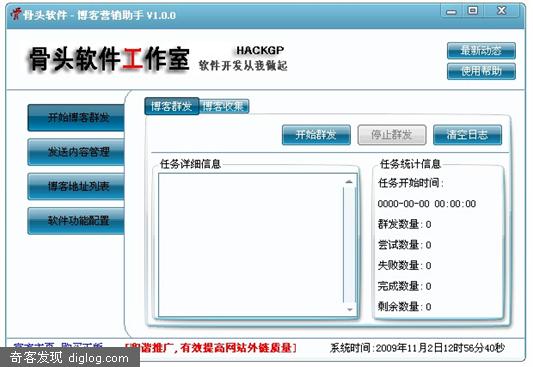 骨头软件 - 博客营销助手 V1.0.0
骨头软件工作室
HACKGP
软件开发从我做起
最新动态
使用帮助
开始博客群发
发送内容管理
博客地址列表
软件功能配置
博客群发 博客收集
开始群发 停止群发 清空日志
任务详细信息
任务统计信息
任务开始时间:
0000-00-00 00:00:00
群发数量: 0
尝试数量: 0
失败数量: 0
完成数量: 0
剩余数量: 0
谐推广,有效提高网站外链质量]
系统时间:2009年11月2日12时56分40秒
奇客发现 diglog.com